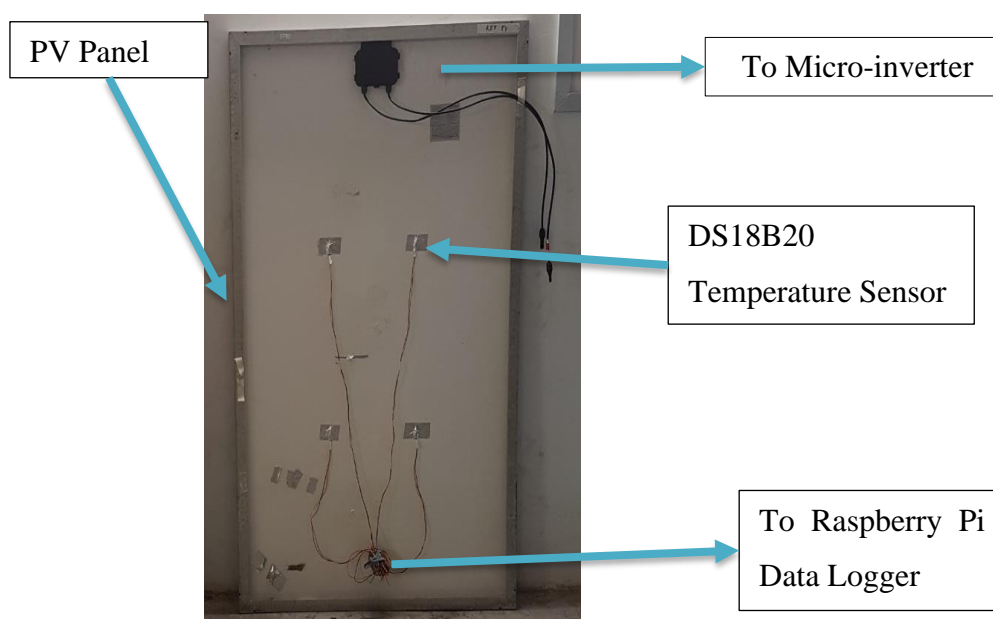 PV Panel
To Micro-inverter
DS18B20
Temperature Sensor
To Raspberry Pi
Data Logger